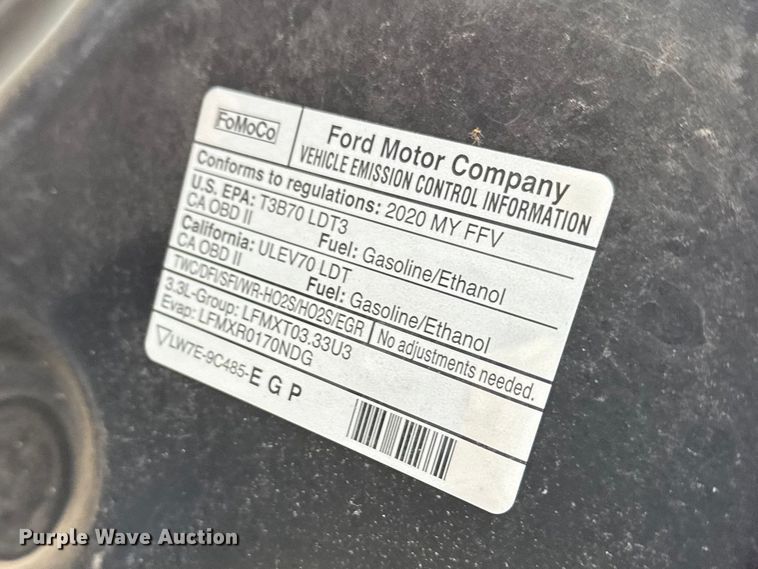 FoMoCo
Ford Motor Company
VEHICLE EMISSION CONTROL INFORMATION
Conforms to regulations: 2020 MY FFV
U.S. EPA: T3B70 LDT3
CA OBD II Fuel: Gasoline/Ethanol
California: ULEV70 LDT
CA OBD II Fuel: Gasoline/Ethanol
TWC/DFI/SFI/WR-HO2S/HO2S/EGR No adjustments needed.
3.3L-Group: LFMXT03.33U3
Evap: LFMXR0170NDG
▽LW7E-9C485-E G P
Purple Wave Auction